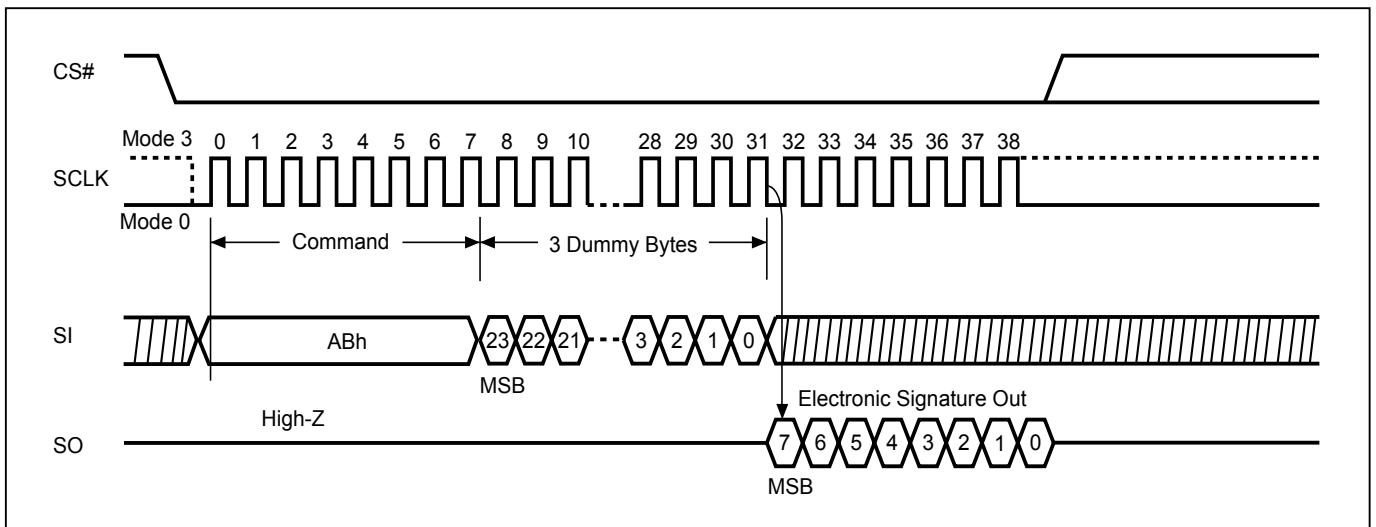 CS#
Mode 3 0 1 2 3 4 5 6 7 8 9 10 28 29 30 31 32 33 34 35 36 37 38
SCLK
Mode 0
Command 3 Dummy Bytes
SI ABh 23 22 21 3 2 1 0
MSB
Electronic Signature Out
High-Z
SO 7 6 5 4 3 2 1 0
MSB